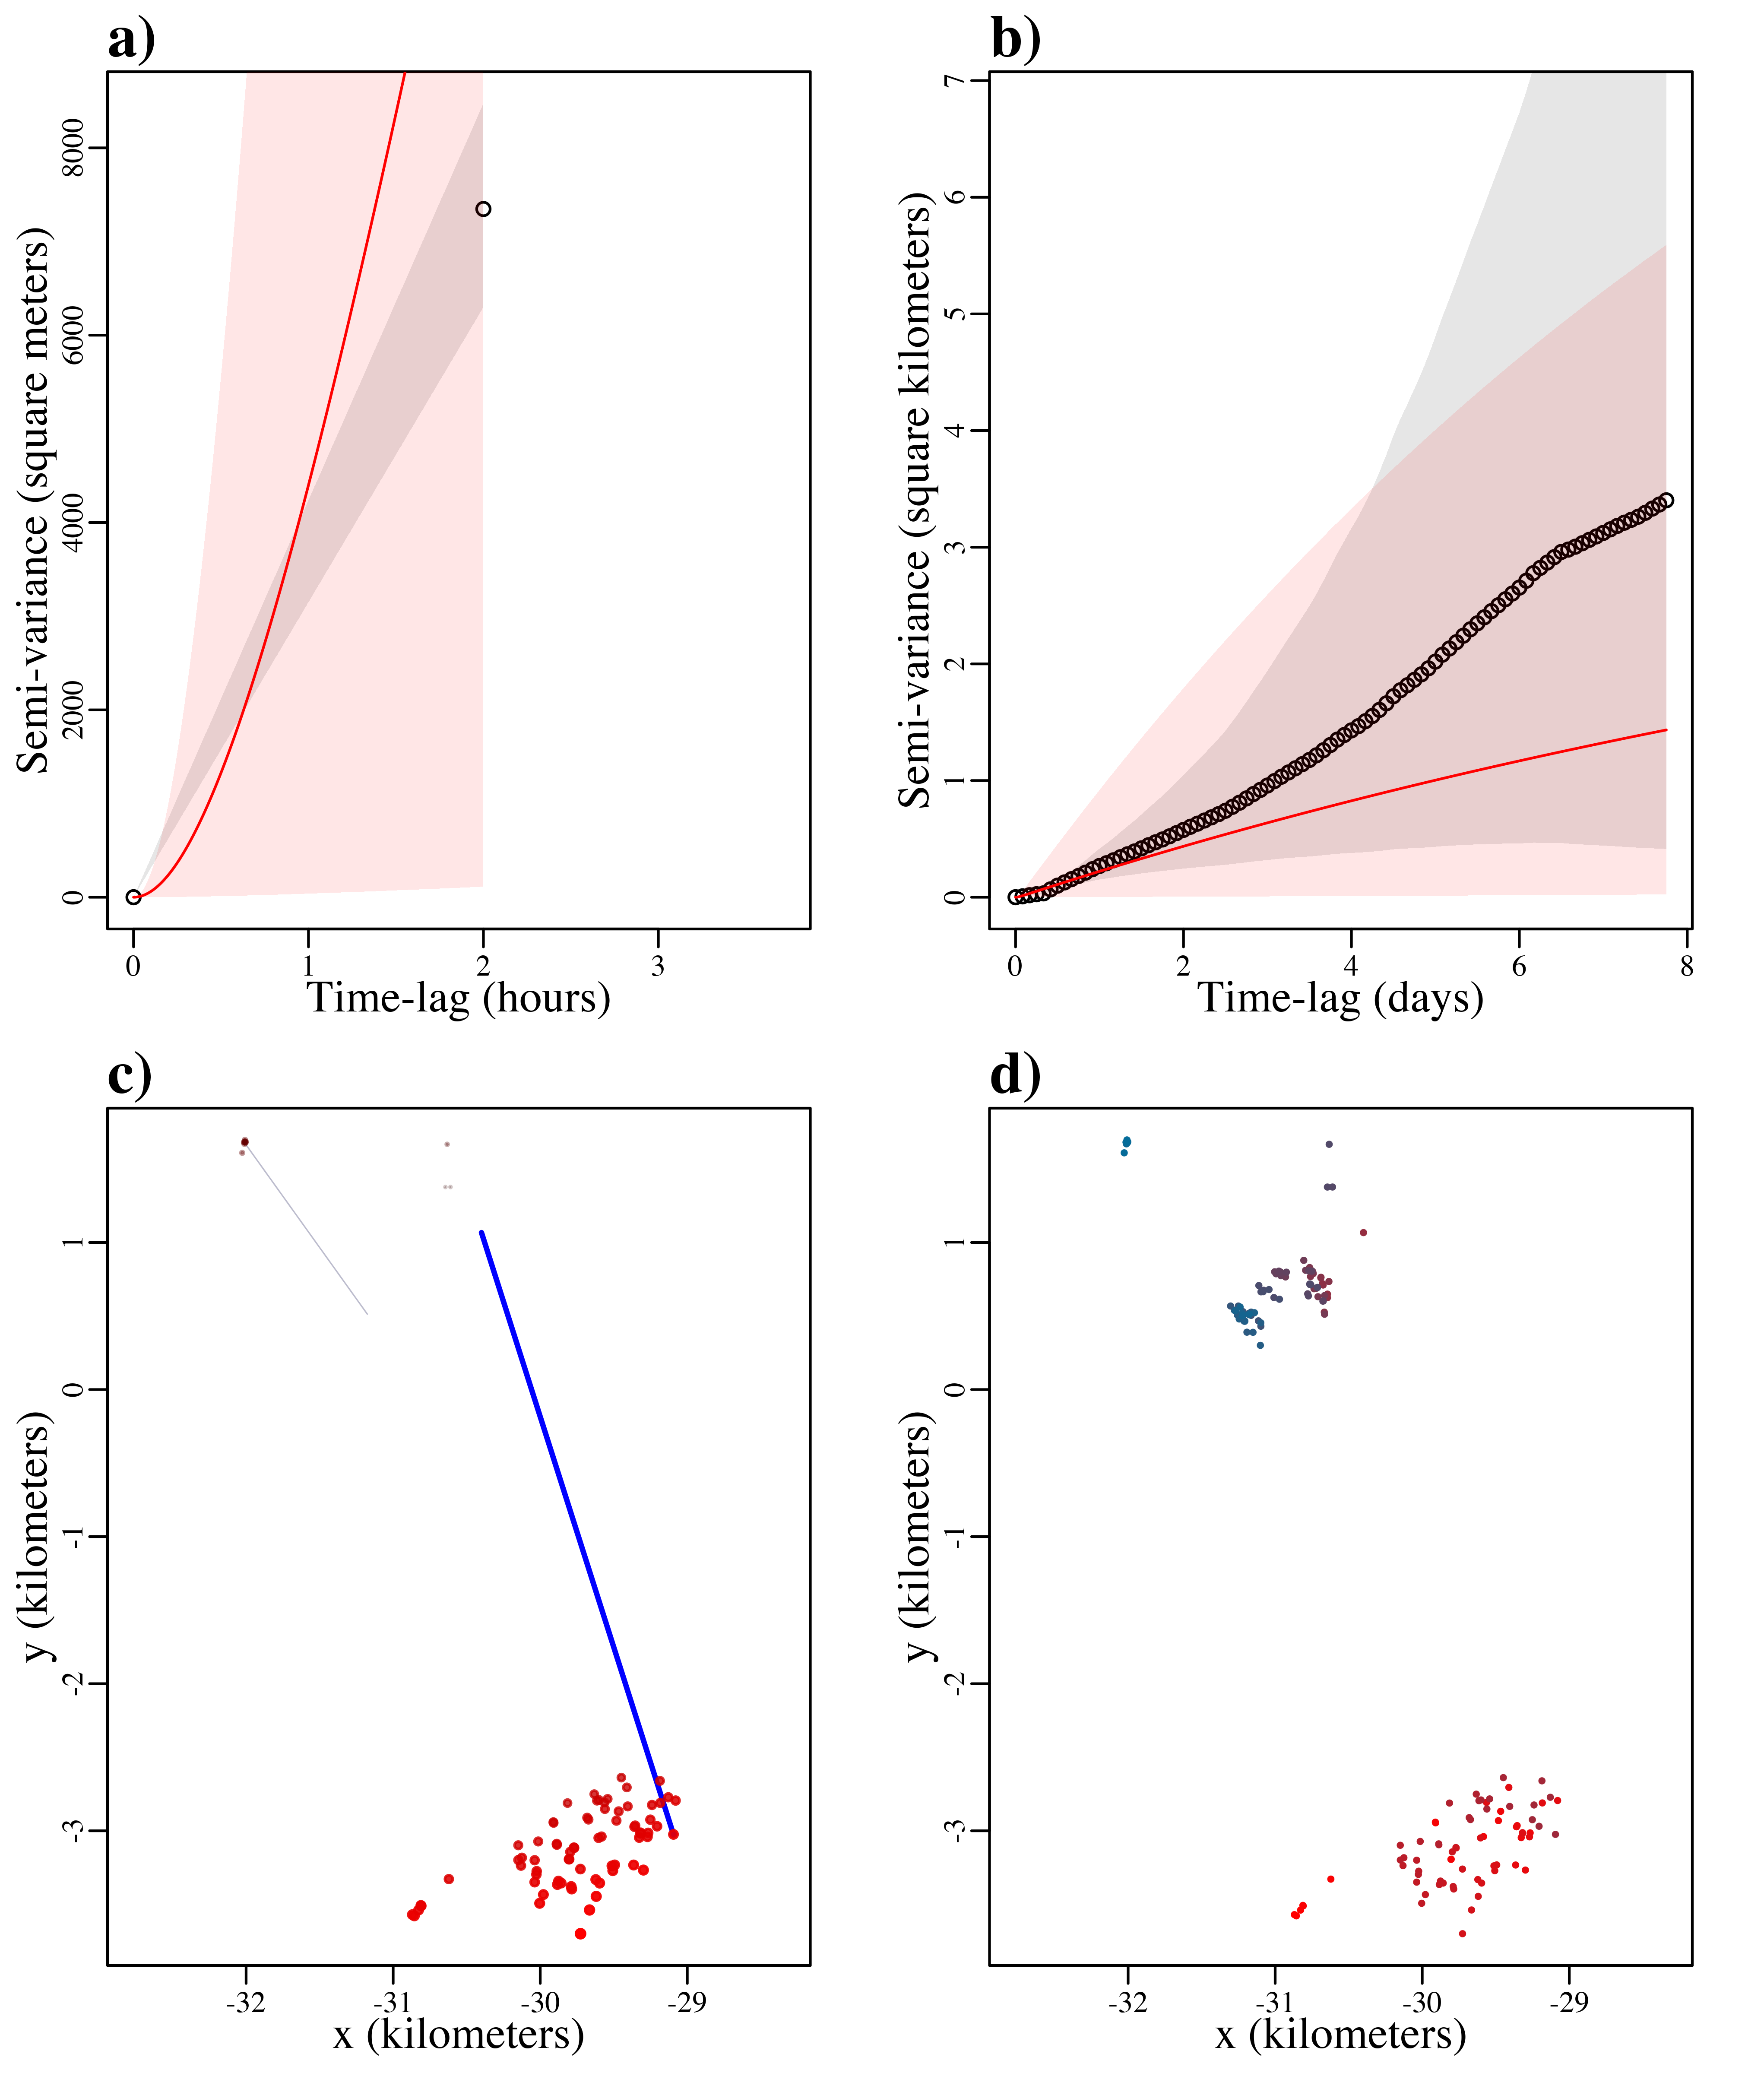 a)
Semi-variance (square meters)
0 2000 4000 6000 8000
0 1 2 3
Time-lag (hours)
b)
Semi-variance (square kilometers)
0 1 2 3 4 5 6 7
0 2 4 6 8
Time-lag (days)
c)
y (kilometers)
-3 -2 -1 0 1
-32 -31 -30 -29
x (kilometers)
d)
y (kilometers)
-3 -2 -1 0 1
-32 -31 -30 -29
x (kilometers)